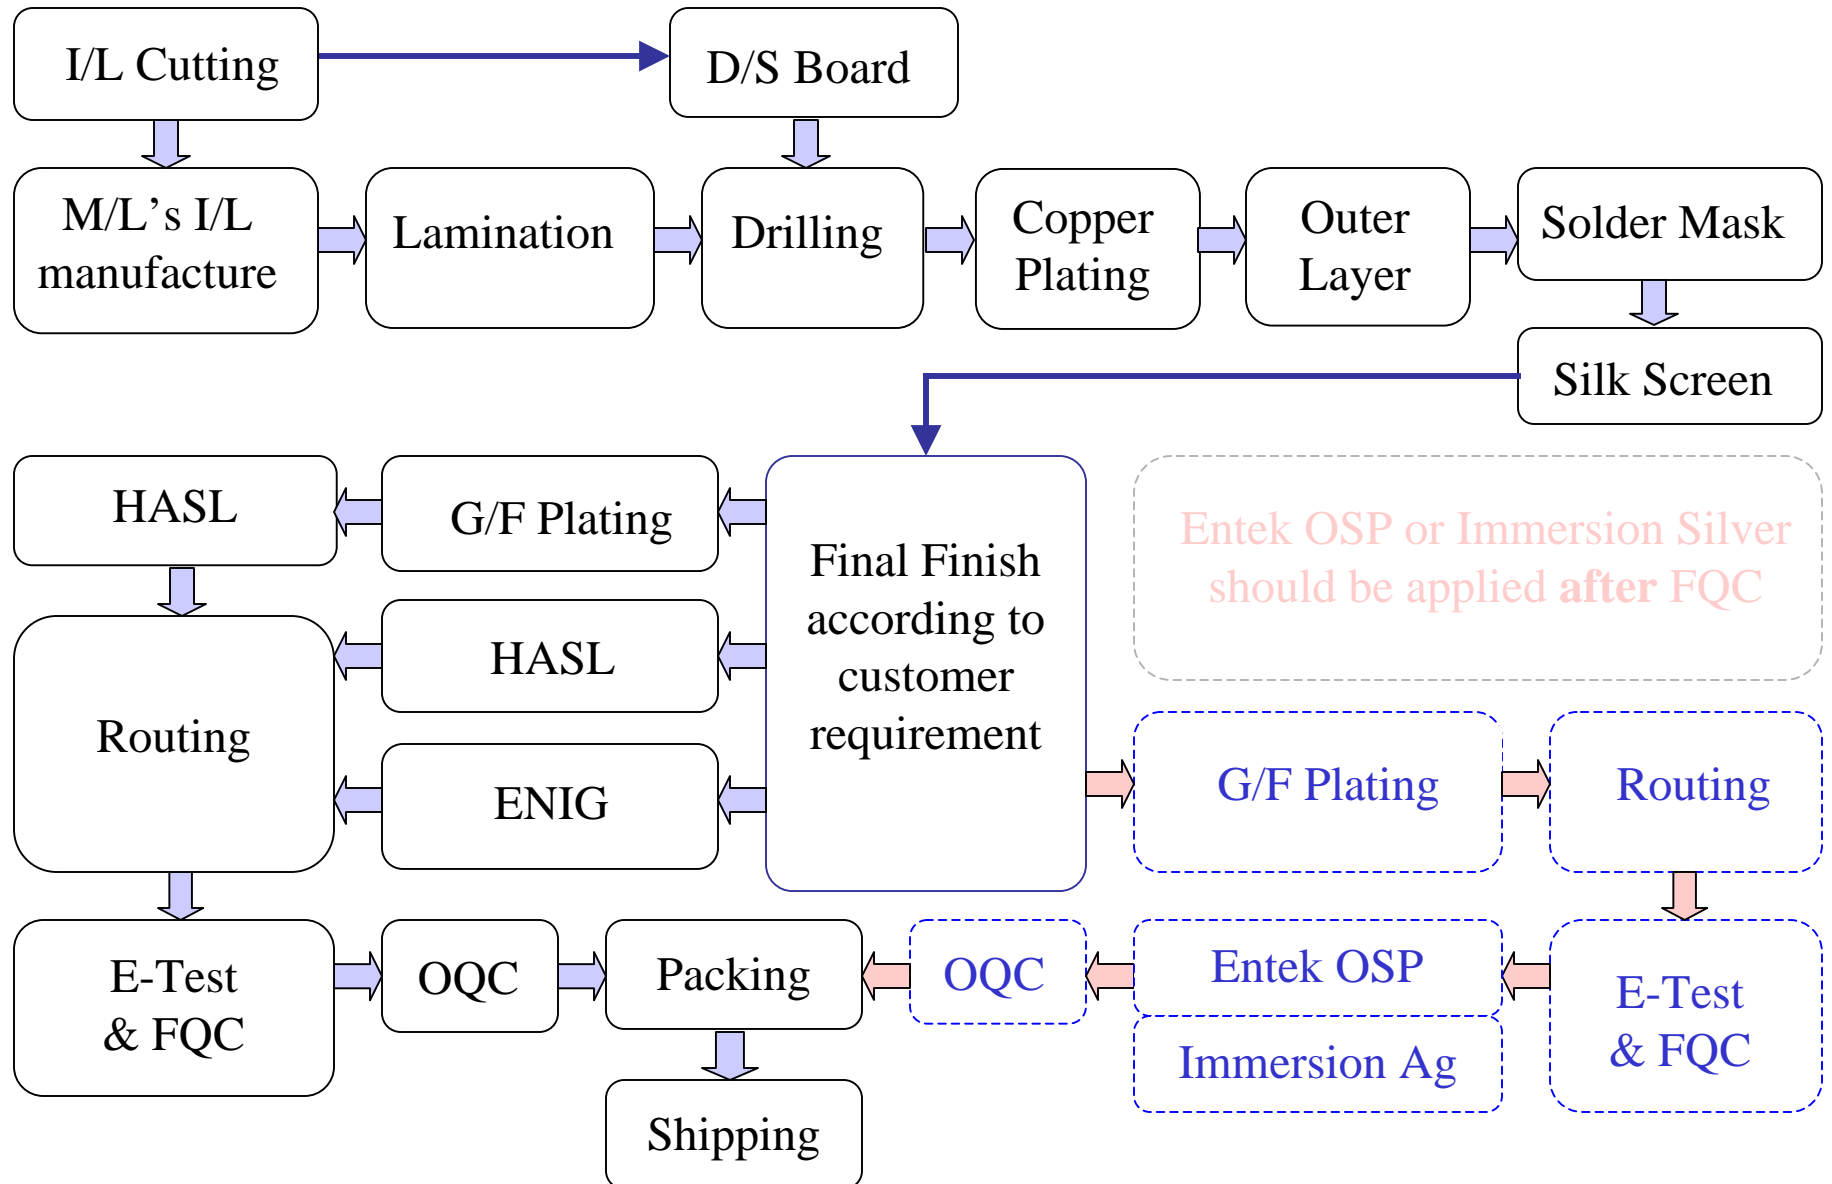 I/L Cutting
D/S Board
M/L’s I/L
manufacture
Lamination
Drilling
Copper
Plating
Outer
Layer
Solder Mask
Silk Screen
HASL
G/F Plating
Final Finish
according to
customer
requirement
Entek OSP or Immersion Silver
should be applied after FQC
HASL
Routing
ENIG
G/F Plating
Routing
E-Test
& FQC
OQC
Packing
OQC
Entek OSP
Immersion Ag
E-Test
& FQC
Shipping